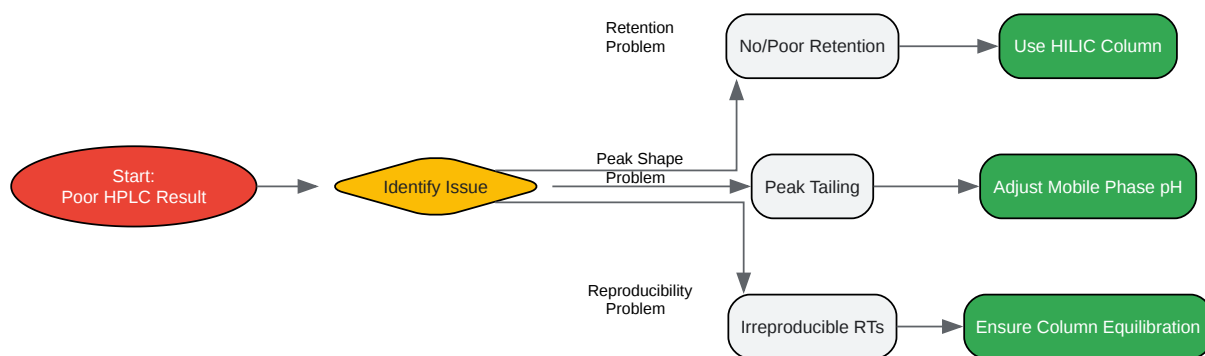 Retention
Problem
No/Poor Retention
Use HILIC Column
Start:
Poor HPLC Result
Identify Issue
Peak Shape
Problem
Peak Tailing
Adjust Mobile Phase pH
Reproducibility
Problem
Irreproducible RTs
Ensure Column Equilibration